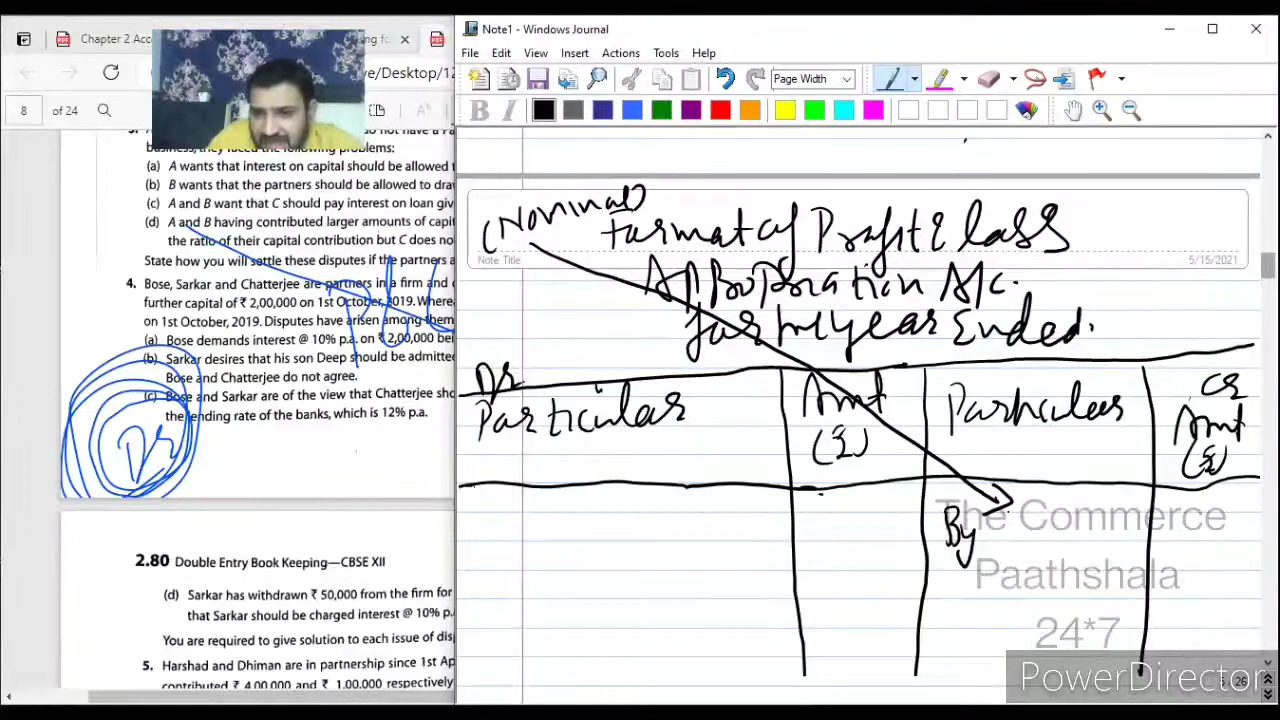 Note1 - Windows Journal
Chapter 2 Acc
ng for
File Edit View Insert Actions Tools Help
ve/Desktop/12
Page Width
8 of 24
B I
business, they faced the following problems:
(a) A wants that interest on capital should be allowed t
(b) B wants that the partners should be allowed to dra
(c) A and B want that C should pay interest on loan giv
(d) A and B having contributed larger amounts of capit
the ratio of their capital contribution but C does no
State how you will settle these disputes if the partners a
4. Bose, Sarkar and Chatterjee are partners in a firm and
further capital of ₹ 2,00,000 on 1st October, 2019. Wherea
on 1st October, 2019. Disputes have arisen among them
(a) Bose demands interest @ 10% p.a. on ₹ 2,00,000 bei
(b) Sarkar desires that his son Deep should be admitte
Bose and Chatterjee do not agree.
(c) Bose and Sarkar are of the view that Chatterjee sho
the lending rate of the banks, which is 12% p.a.
Dr
2.80 Double Entry Book Keeping—CBSE XII
(d) Sarkar has withdrawn ₹ 50,000 from the firm for
that Sarkar should be charged interest @ 10% p.
You are required to give solution to each issue of disp
5. Harshad and Dhiman are in partnership since 1st Ap
contributed ₹ 4,00,000 and ₹ 1,00,000 respectively
(Nominal)
Format of Profit & loss
Note Title
5/15/2021
Appropriation A/c.
for the year Ended.
Dr
Cr
Particular
Amt
(₹)
Particular
Amt
(₹)
By
The Commerce
Paathshala
24*7
PowerDirector